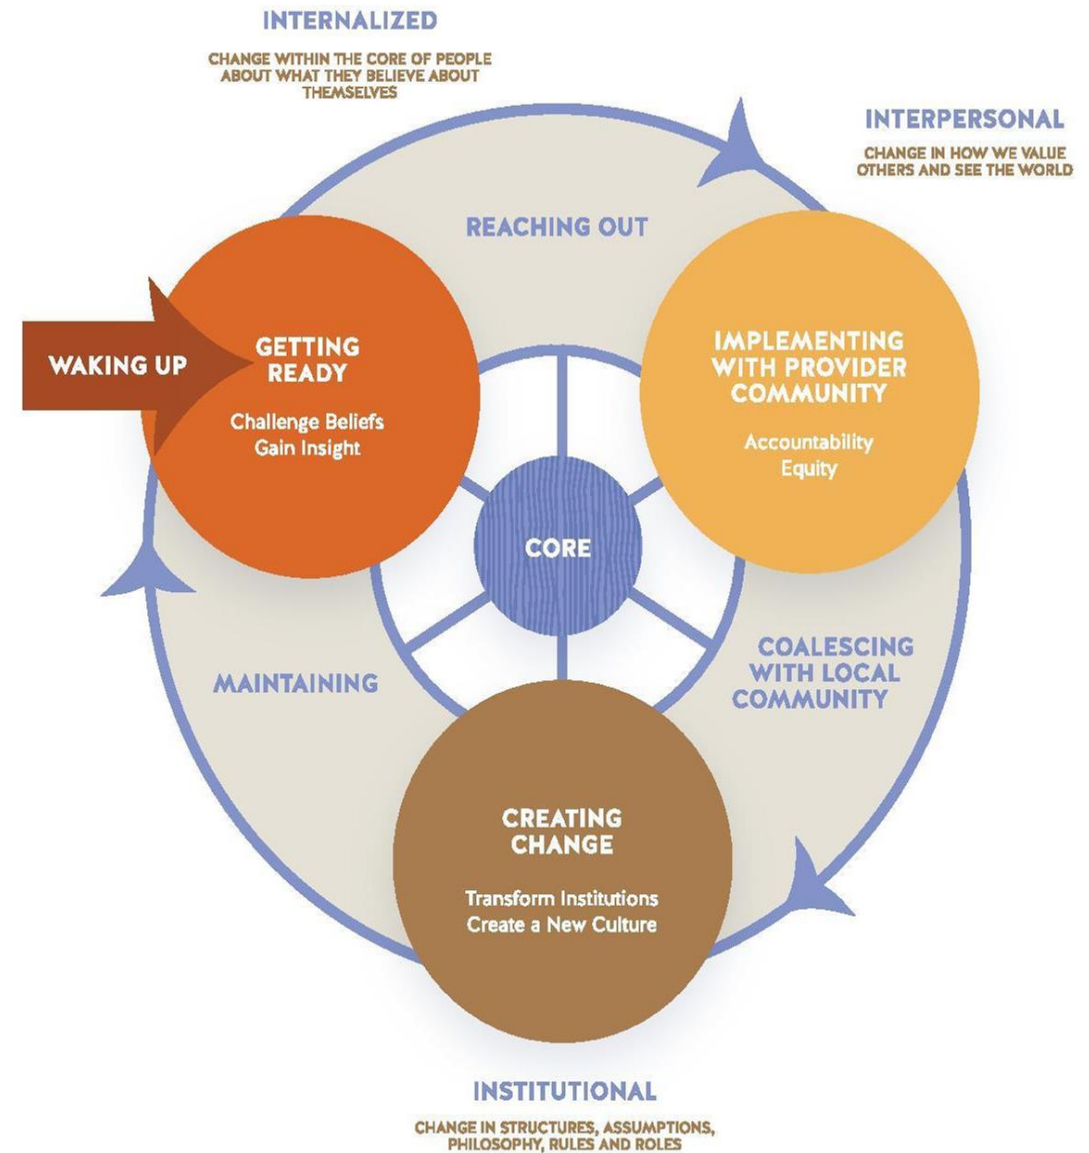 INTERNALIZED
CHANGE WITHIN THE CORE OF PEOPLE
ABOUT WHAT THEY BELIEVE ABOUT
THEMSELVES
INTERPERSONAL
CHANGE IN HOW WE VALUE
OTHERS AND SEE THE WORLD
REACHING OUT
WAKING UP
GETTING
READY
Challenge Beliefs
Gain Insight
IMPLEMENTING
WITH PROVIDER
COMMUNITY
Accountability
Equity
CORE
COALESCING
WITH LOCAL
COMMUNITY
MAINTAINING
CREATING
CHANGE
Transform Institutions
Create a New Culture
INSTITUTIONAL
CHANGE IN STRUCTURES, ASSUMPTIONS,
PHILOSOPHY, RULES AND ROLES